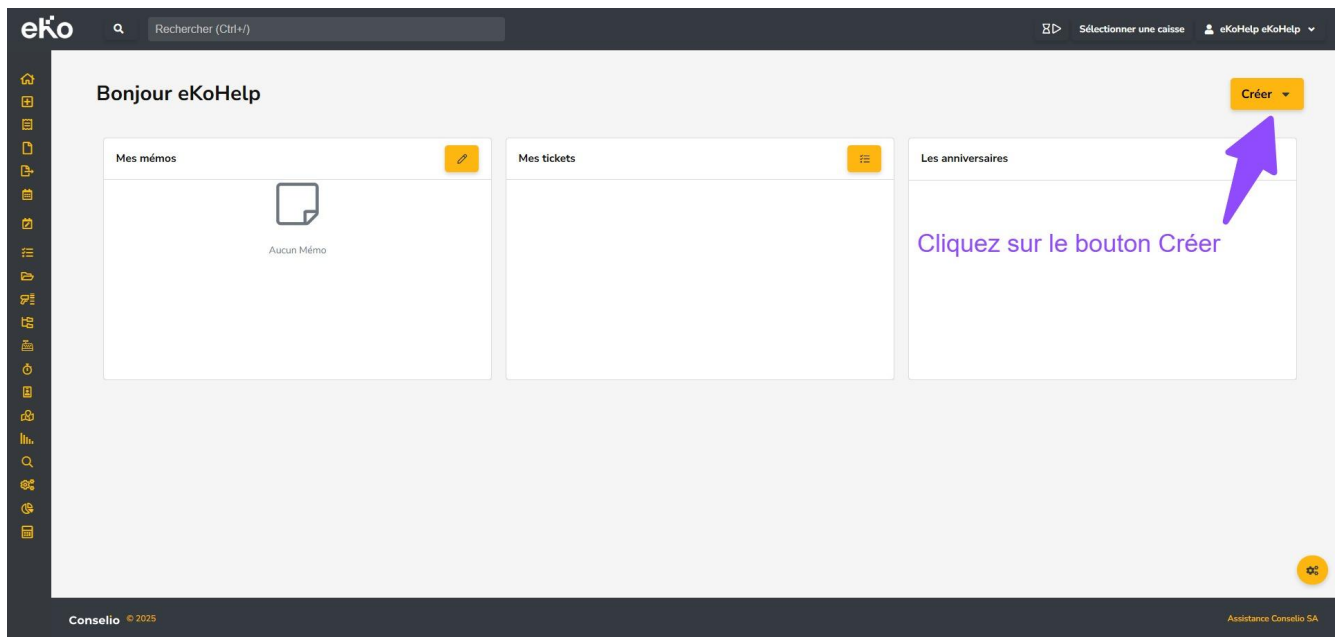 eKo
Rechercher (Ctrl+/)
Sélectionner une caisse
eKoHelp eKoHelp
Bonjour eKoHelp
Créer
Mes mémos
Mes tickets
Les anniversaires
Aucun Mémo
Cliquez sur le bouton Créer
Conselio © 2025
Assistance Conselio SA